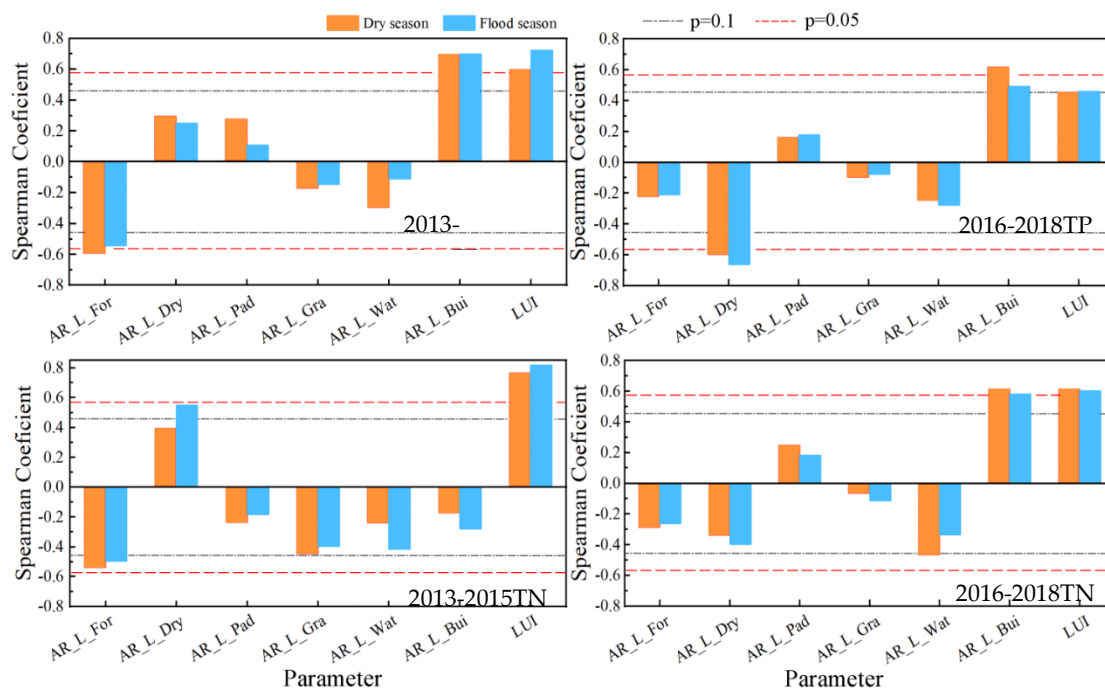 Dry season Flood season p=0.1 p=0.05
Spearman Coeficient
0.8
0.6
0.4
0.2
0.0
-0.2
-0.4
-0.6
-0.8
2013-
AR_L_For AR_L_Dry AR_L_Pad AR_L_Gra AR_L_Wat AR_L_Bui LUI
Spearman Coeficient
0.8
0.6
0.4
0.2
0.0
-0.2
-0.4
-0.6
-0.8
2016-2018TP
AR_L_For AR_L_Dry AR_L_Pad AR_L_Gra AR_L_Wat AR_L_Bui LUI
Spearman Coeficient
0.8
0.6
0.4
0.2
0.0
-0.2
-0.4
-0.6
-0.8
2013-2015TN
AR_L_For AR_L_Dry AR_L_Pad AR_L_Gra AR_L_Wat AR_L_Bui LUI
Parameter
Spearman Coeficient
0.8
0.6
0.4
0.2
0.0
-0.2
-0.4
-0.6
-0.8
2016-2018TN
AR_L_For AR_L_Dry AR_L_Pad AR_L_Gra AR_L_Wat AR_L_Bui LUI
Parameter